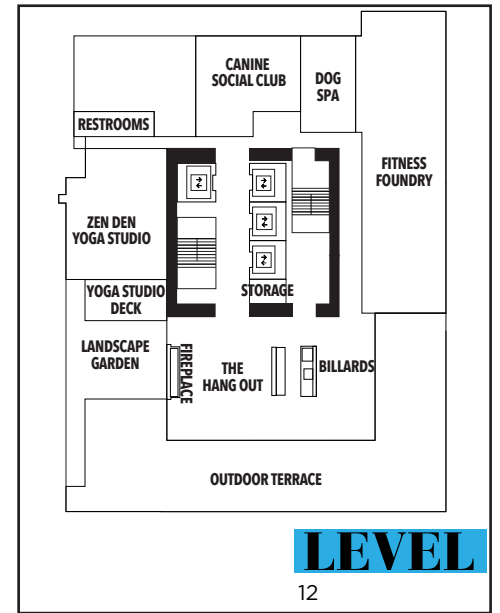 CANINE
SOCIAL CLUB
DOG
SPA
RESTROOMS
FITNESS
FOUNDRY
ZEN DEN
YOGA STUDIO
STORAGE
YOGA STUDIO
DECK
LANDSCAPE
GARDEN
FIREPLACE
THE
HANG OUT
BILLARDS
OUTDOOR TERRACE
LEVEL
12